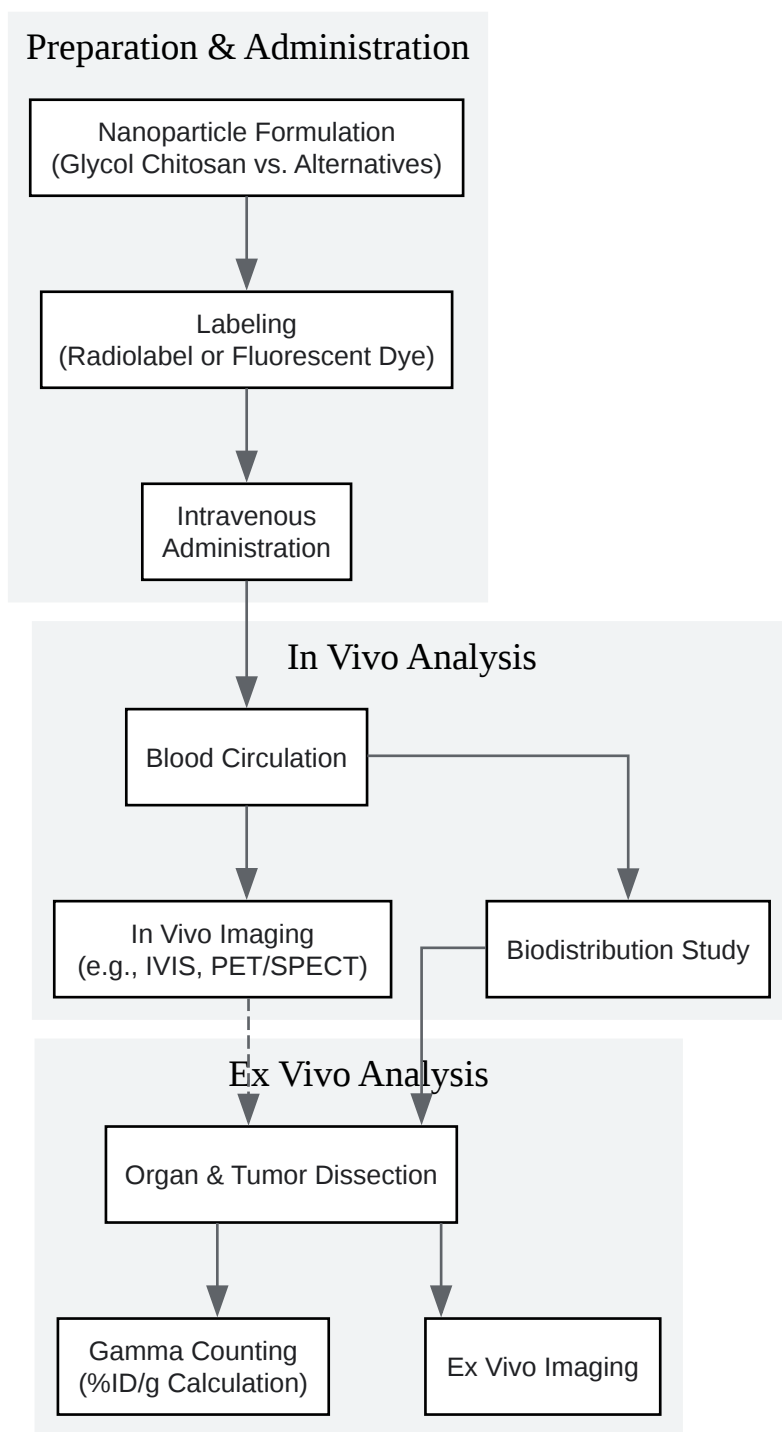 Preparation & Administration
Nanoparticle Formulation
(Glycol Chitosan vs. Alternatives)
Labeling
(Radiolabel or Fluorescent Dye)
Intravenous
Administration
In Vivo Analysis
Blood Circulation
In Vivo Imaging
(e.g., IVIS, PET/SPECT)
Biodistribution Study
Ex Vivo Analysis
Organ & Tumor Dissection
Gamma Counting
(%ID/g Calculation)
Ex Vivo Imaging